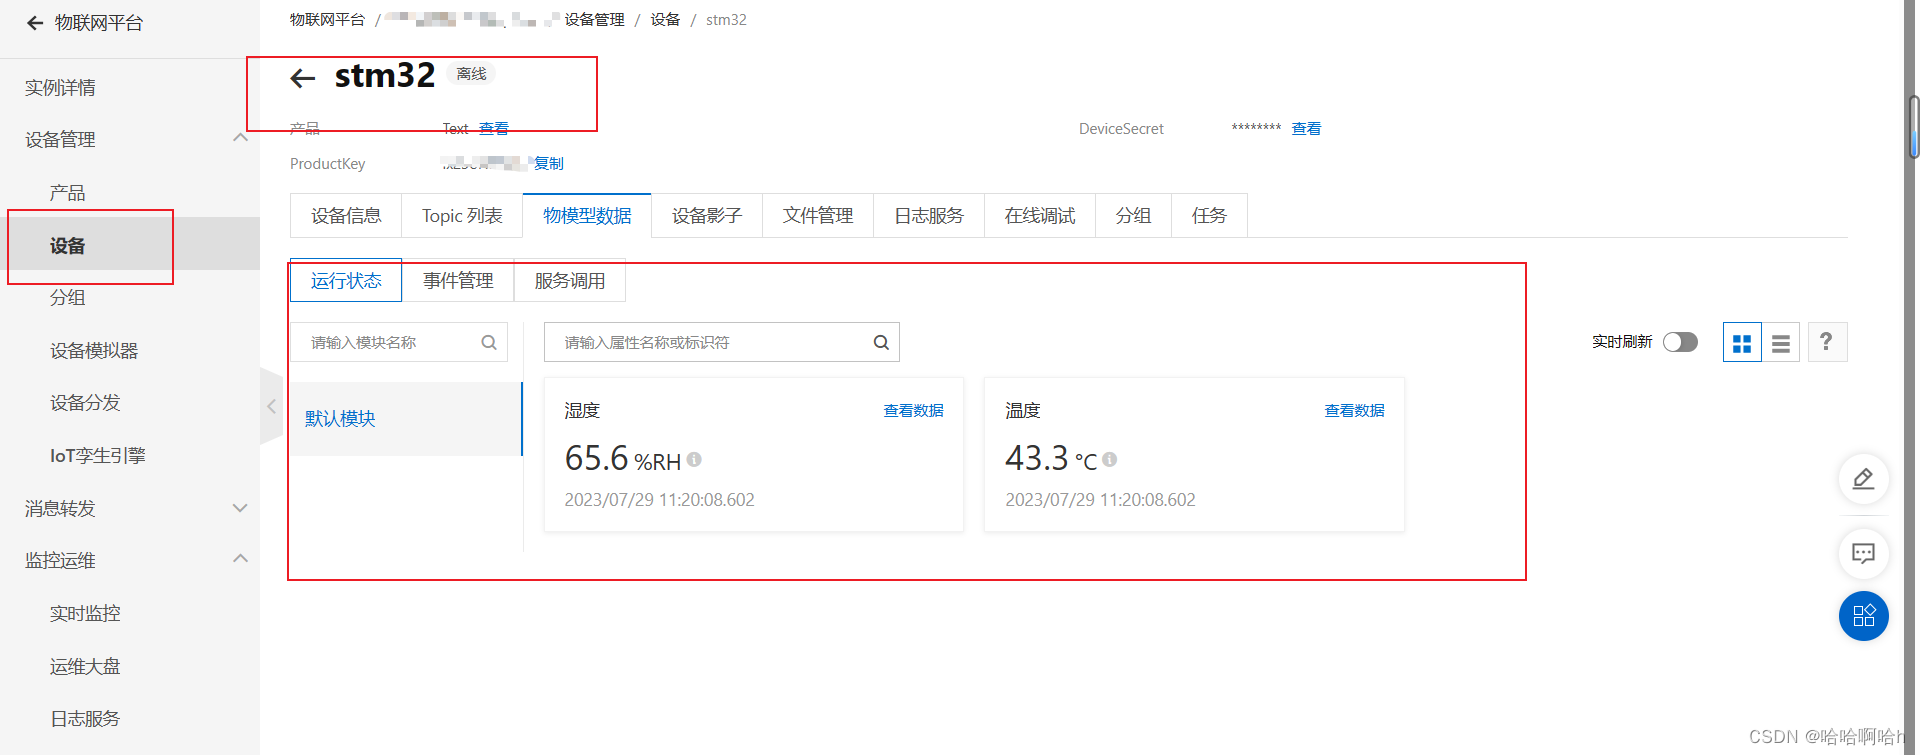 物联网平台
实例详情
设备管理
产品
设备
分组
设备模拟器
设备分发
IoT孪生引擎
消息转发
监控运维
实时监控
运维大盘
日志服务
物联网平台 / 设备管理 / 设备 / stm32
stm32 离线
产品 Text 查看 DeviceSecret ******** 查看
ProductKey 复制
设备信息 Topic 列表 物模型数据 设备影子 文件管理 日志服务 在线调试 分组 任务
运行状态 事件管理 服务调用
请输入模块名称 请输入属性名称或标识符 实时刷新 ?
默认模块
湿度 查看数据
65.6 %RH
2023/07/29 11:20:08.602
温度 查看数据
43.3 °C
2023/07/29 11:20:08.602
CSDN @哈哈啊哈h